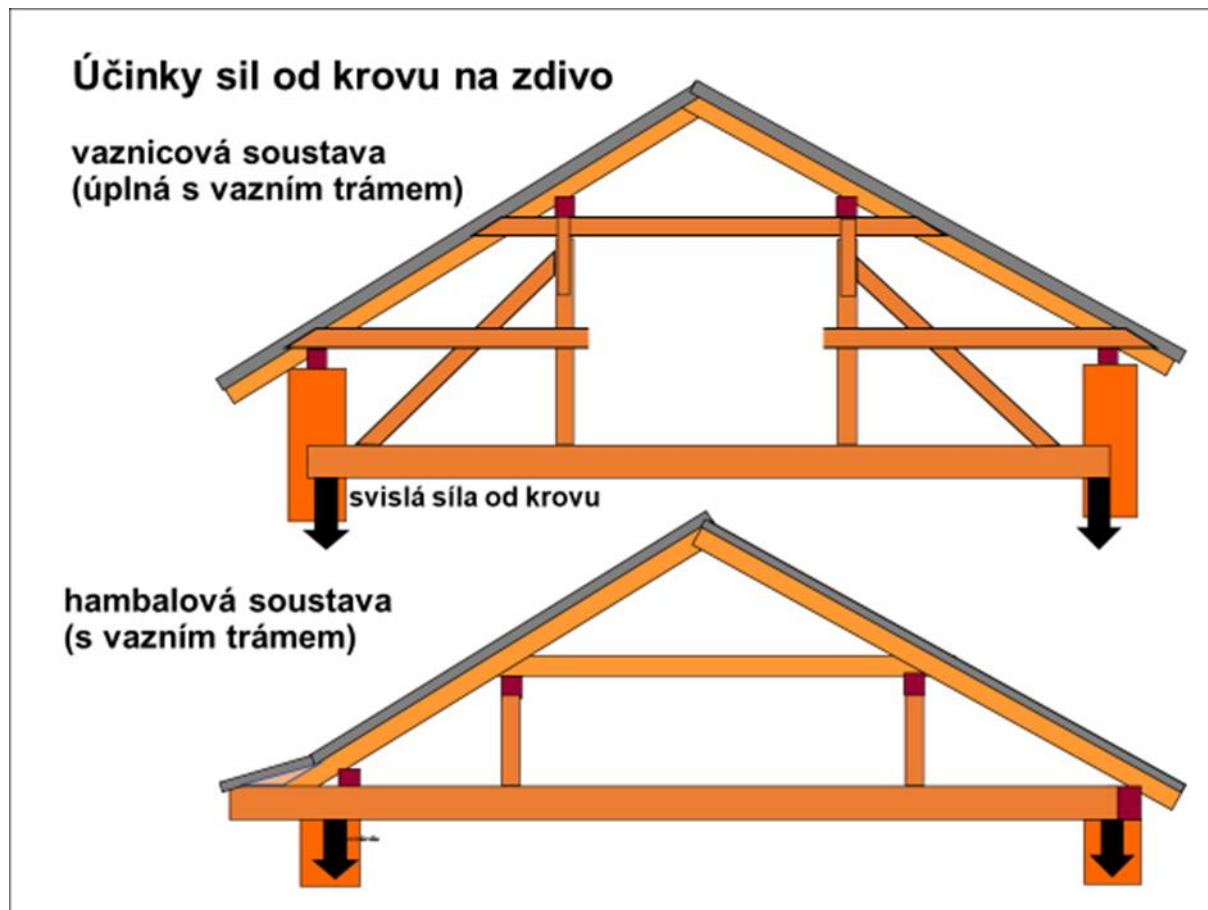 Účinky sil od krovu na zdivo
vaznicová soustava
(úplná s vazním trámem)
svislá síla od krovu
hambalová soustava
(s vazním trámem)